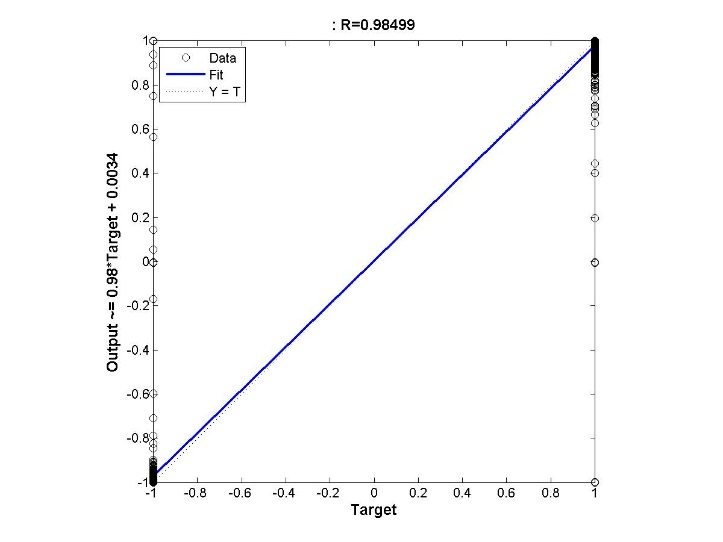 : R=0.98499
Data
Fit
Y = T
1
0.8
0.6
0.4
0.2
0
-0.2
-0.4
-0.6
-0.8
-1
Output ~= 0.98*Target + 0.0034
-1 -0.8 -0.6 -0.4 -0.2 0 0.2 0.4 0.6 0.8 1
Target